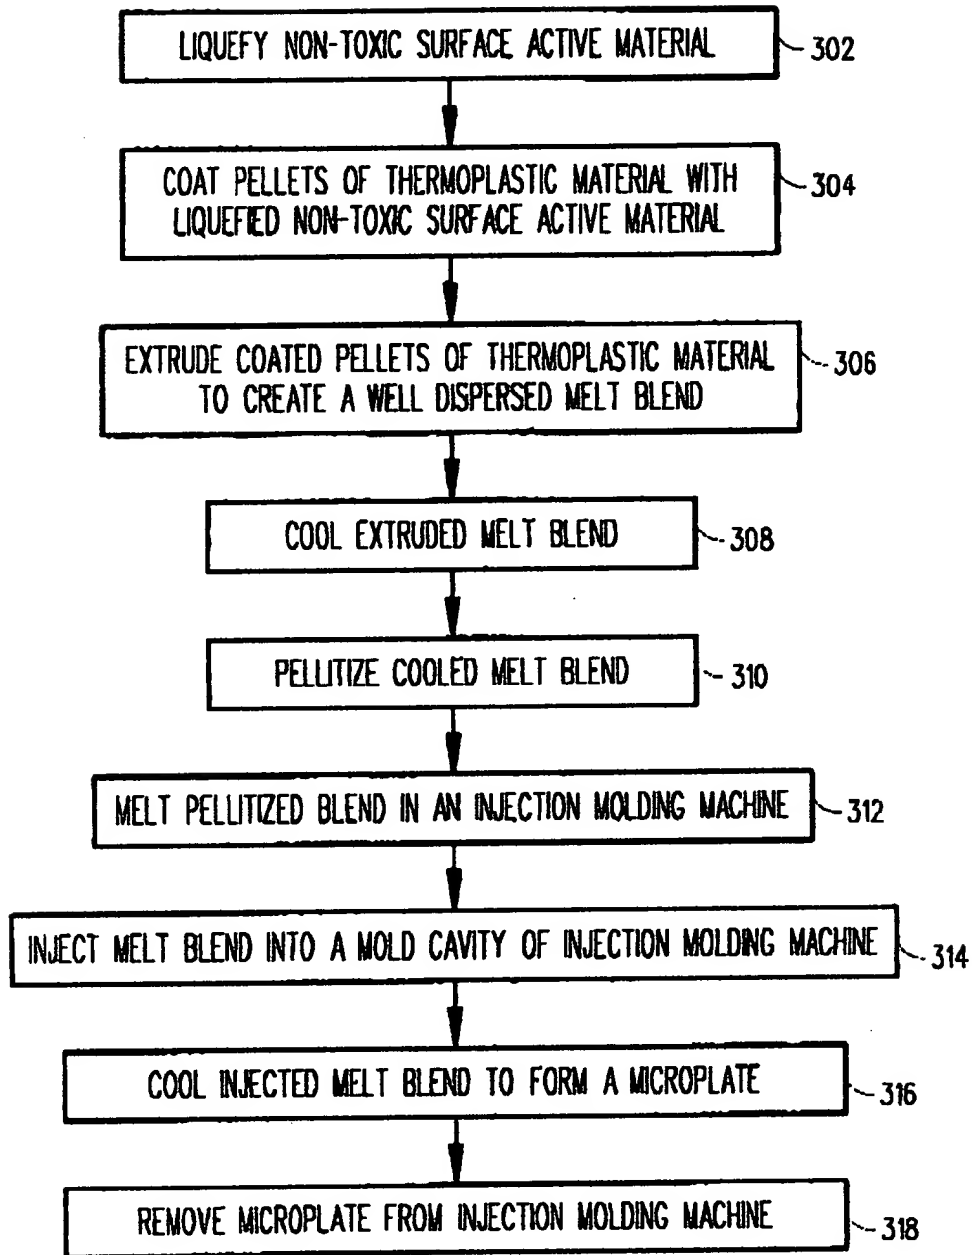 LIQUEFY NON-TOXIC SURFACE ACTIVE MATERIAL
302
COAT PELLETS OF THERMOPLASTIC MATERIAL WITH
LIQUEFIED NON-TOXIC SURFACE ACTIVE MATERIAL
304
EXTRUDE COATED PELLETS OF THERMOPLASTIC MATERIAL
TO CREATE A WELL DISPERSED MELT BLEND
306
COOL EXTRUDED MELT BLEND
308
PELLITIZE COOLED MELT BLEND
310
MELT PELLITIZED BLEND IN AN INJECTION MOLDING MACHINE
312
INJECT MELT BLEND INTO A MOLD CAVITY OF INJECTION MOLDING MACHINE
314
COOL INJECTED MELT BLEND TO FORM A MICROPLATE
316
REMOVE MICROPLATE FROM INJECTION MOLDING MACHINE
318